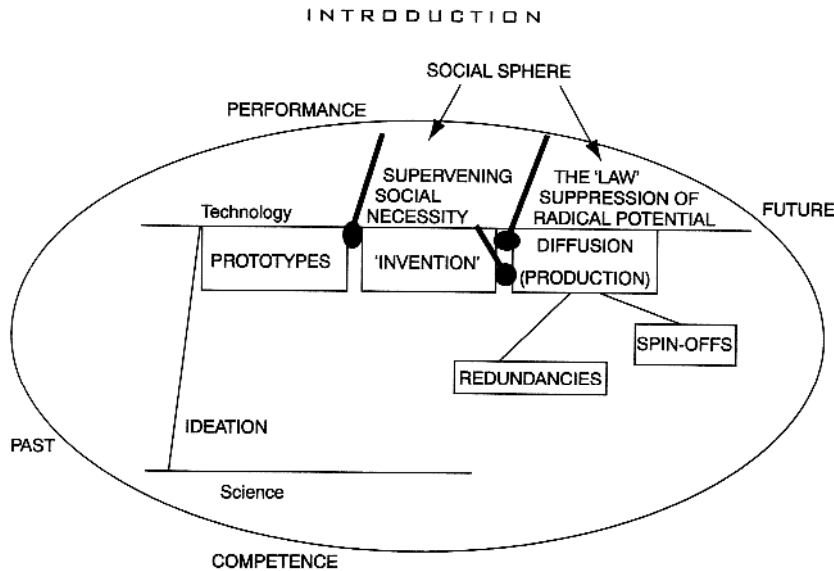 INTRODUCTION
SOCIAL SPHERE
PERFORMANCE
SUPERVENING
SOCIAL
NECESSITY
THE 'LAW'
SUPPRESSION OF
RADICAL POTENTIAL
FUTURE
Technology
PROTOTYPES
'INVENTION'
DIFFUSION
(PRODUCTION)
SPIN-OFFS
REDUNDANCIES
IDEATION
PAST
Science
COMPETENCE